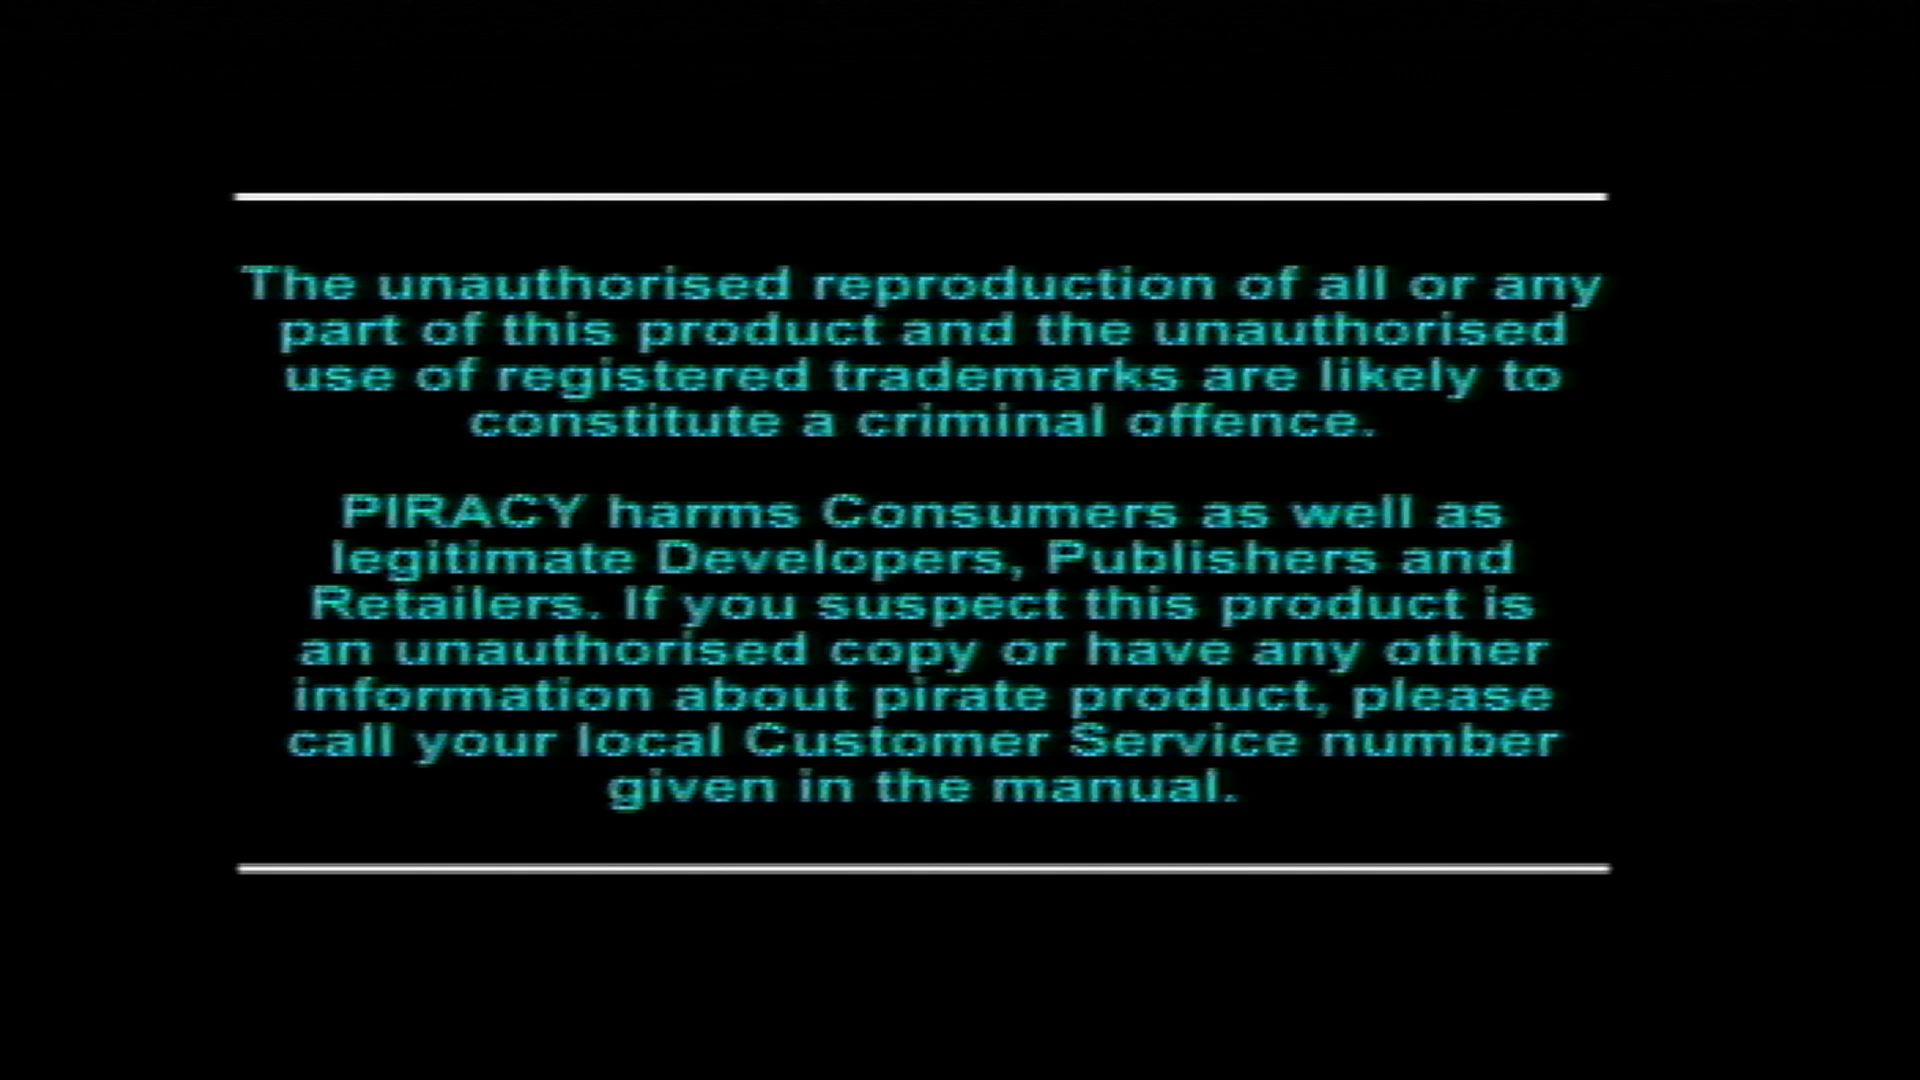 The unauthorised reproduction of all or any
part of this product and the unauthorised
use of registered trademarks are likely to
constitute a criminal offence.
PIRACY harms Consumers as well as
legitimate Developers, Publishers and
Retailers. If you suspect this product is
an unauthorised copy or have any other
information about pirate product, please
call your local Customer Service number
given in the manual.